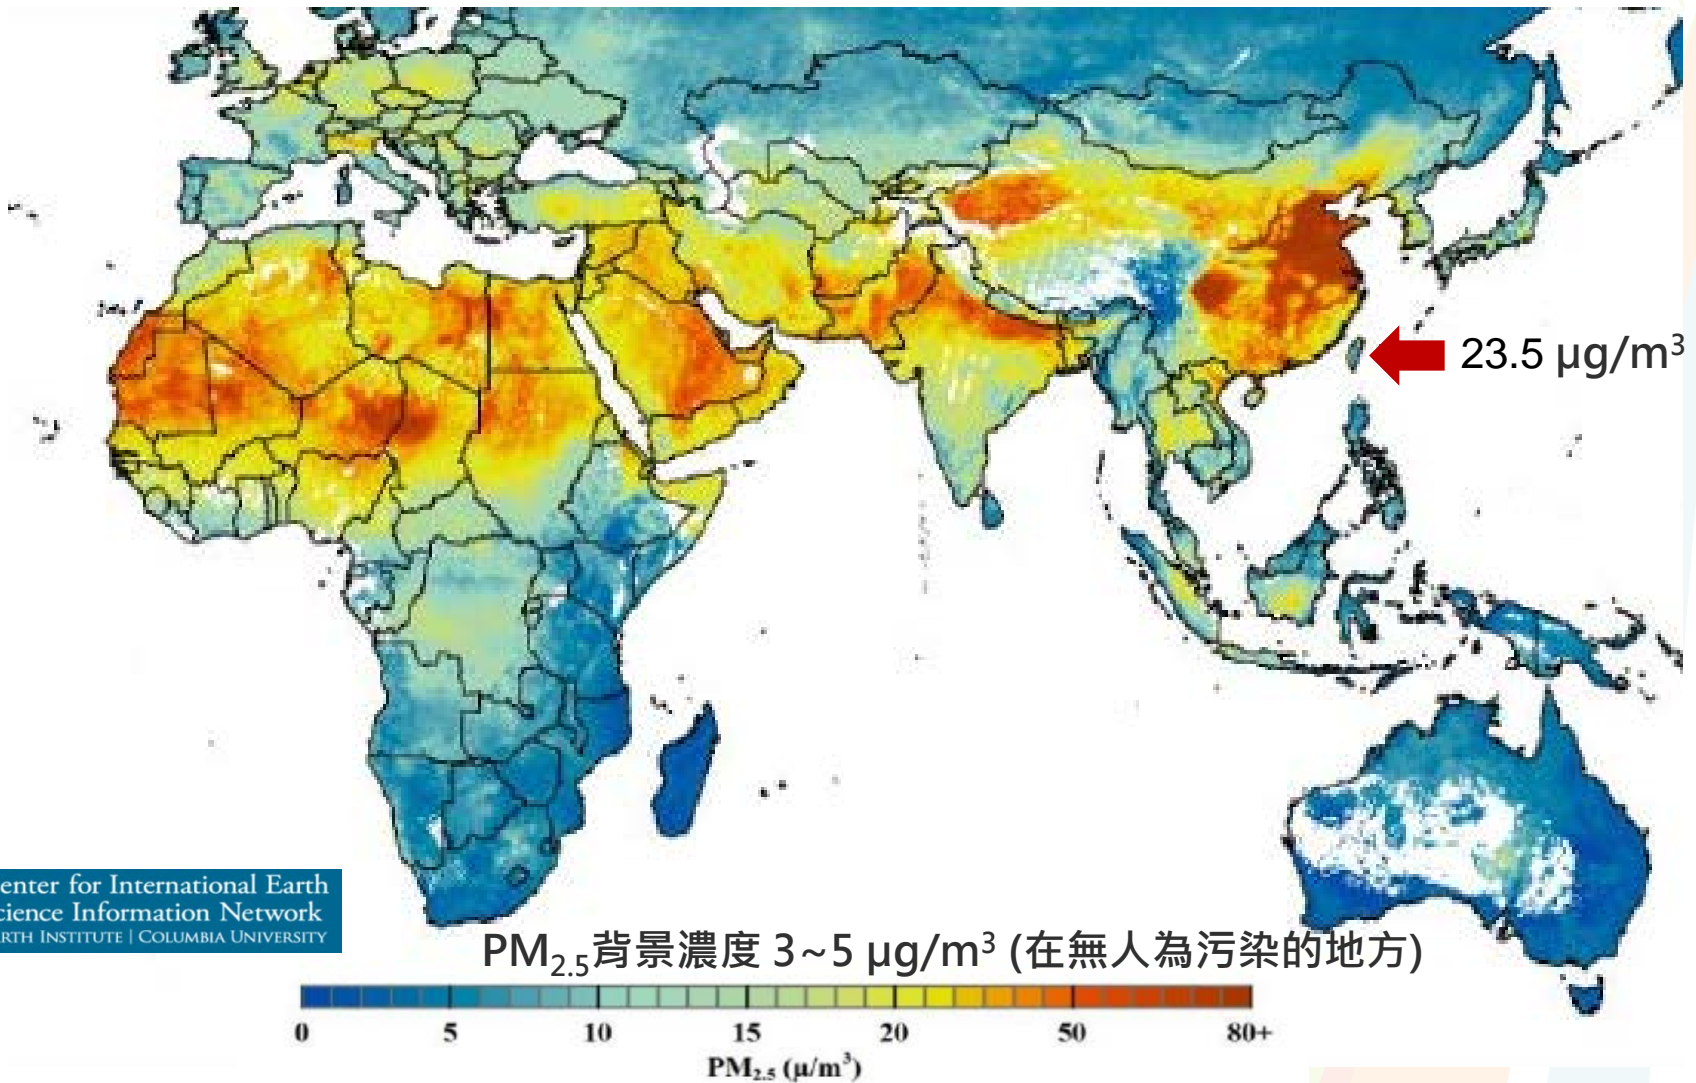 23.5 μg/m³
enter for International Earth
cience Information Network
RTH INSTITUTE | COLUMBIA UNIVERSITY
PM₂.₅背景濃度 3~5 μg/m³ (在無人為污染的地方)
0 5 10 15 20 50 80+
PM₂.₅ (μ/m³)